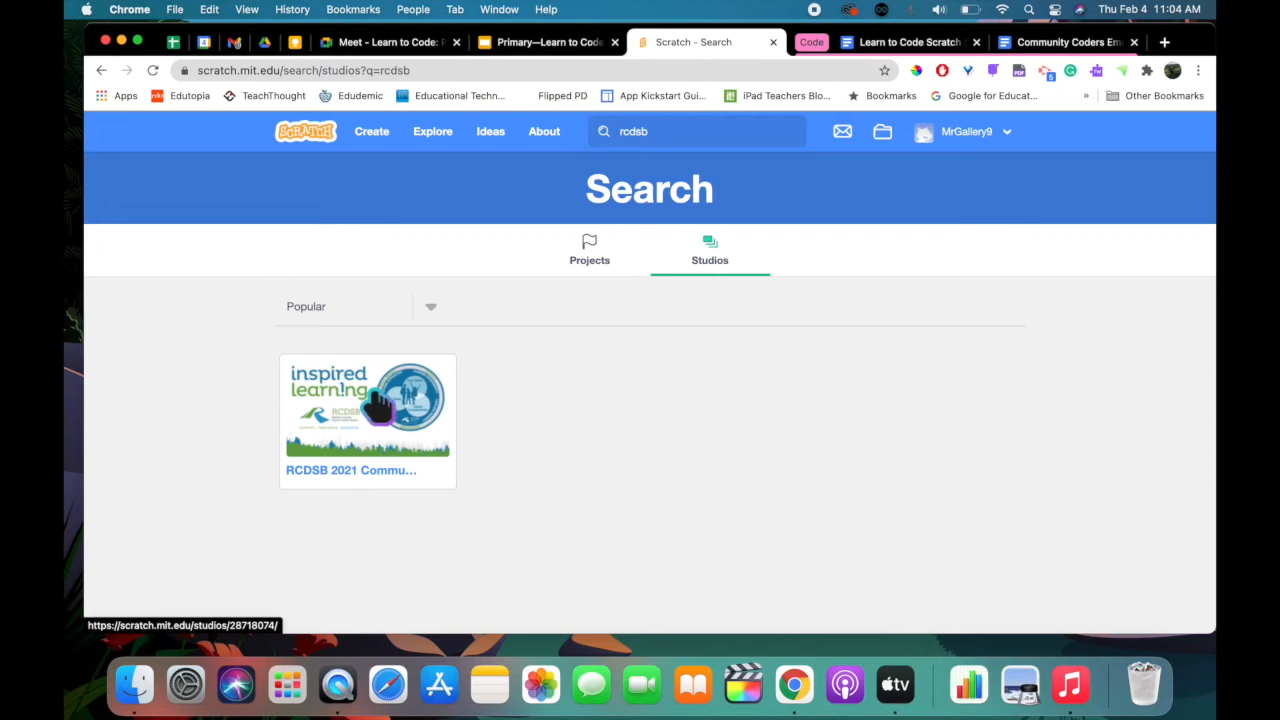 Chrome File Edit View History Bookmarks People Tab Window Help Thu Feb 4 11:04 AM
Meet - Learn to Code: P Primary—Learn to Code: Scratch - Search Code Learn to Code Scratch Community Coders Em
scratch.mit.edu/search/studios?q=rcdsb
Apps Edutopia TeachThought Edudemic Educational Techn... Flipped PD App Kickstart Gui... iPad Teachers Blo... Bookmarks Google for Educat... » Other Bookmarks
SCRATCH Create Explore Ideas About rcdsb MrGallery9
Search
Projects Studios
Popular
inspired
learn!ng
RCDSB
RCDSB 2021 Commu...
https://scratch.mit.edu/studios/28718074/
tv